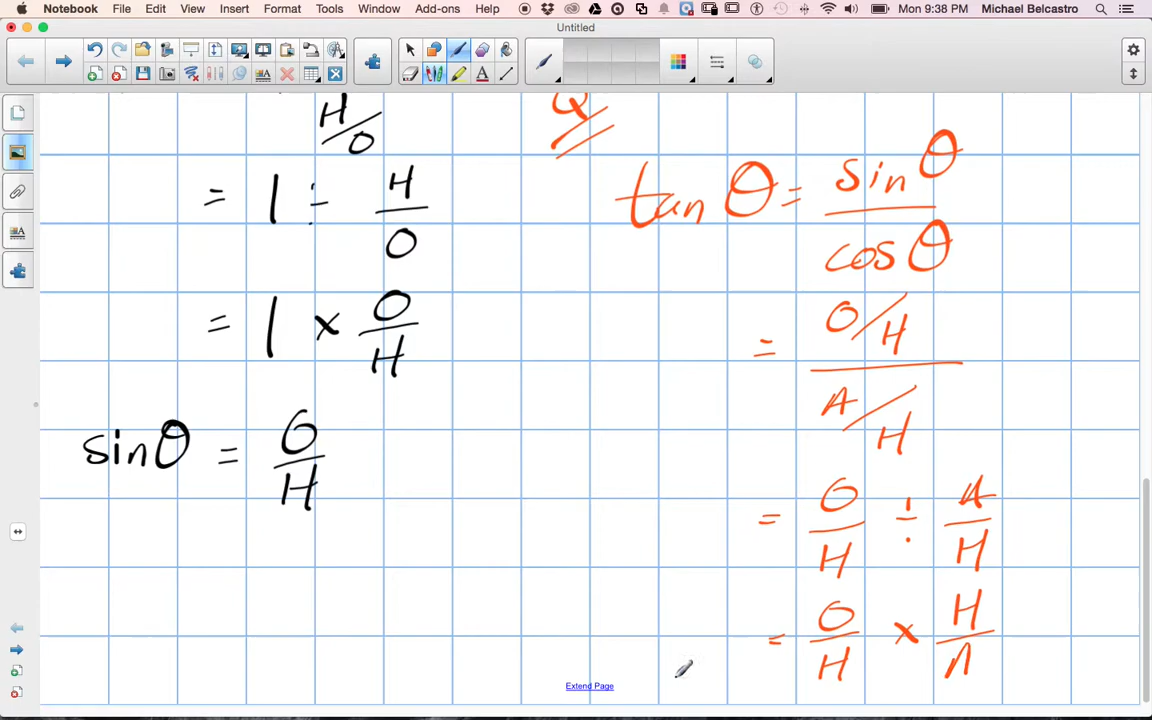 Notebook File Edit View Insert Format Tools Window Add-ons Help Mon 9:38 PM Michael Belcastro
Untitled
H/O
= 1 ÷ H/O
= 1 × O/H
sinθ = O/H
Q
tan θ = sin θ / cos θ
= O/H / A/H
= O/H ÷ A/H
= O/H × H/A
Extend Page